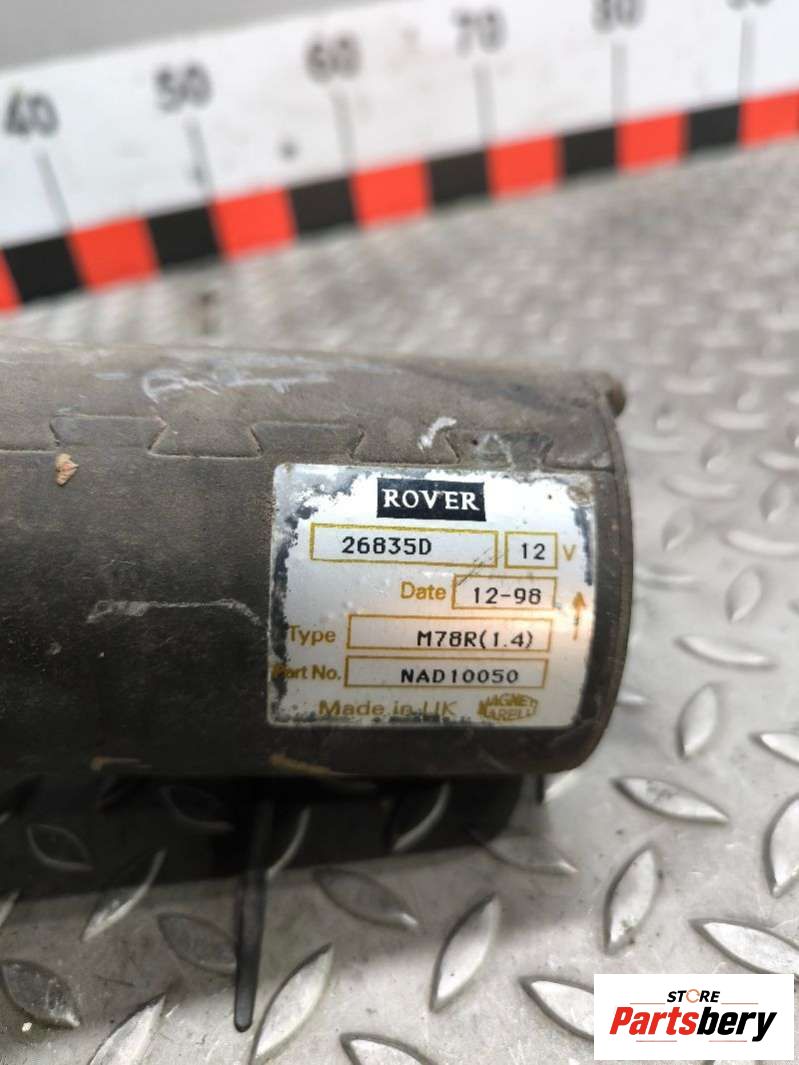 40 50 60 70 80
ROVER
26835D 12 V
Date 12-98
Type M78R(1.4)
Part No. NAD10050
Made in UK MAGNETI MARELLI
STORE
Partsbery